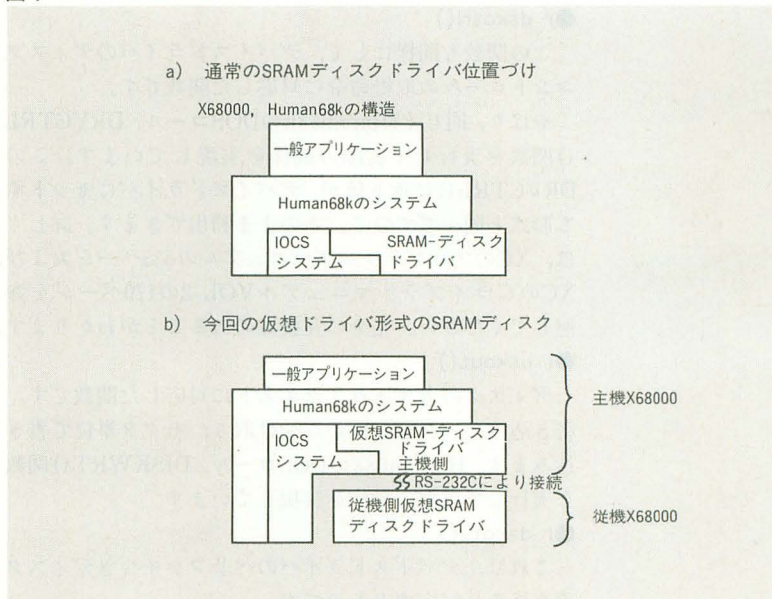 a) 通常のSRAMディスクドライバ位置づけ
X68000, Human68kの構造
一般アプリケーション
Human68kのシステム
IOCS
システム
SRAM-ディスク
ドライバ
b) 今回の仮想ドライバ形式のSRAMディスク
一般アプリケーション
Human68kのシステム
IOCS
システム
仮想SRAM-ディスク
ドライバ
主機側
RS-232Cにより接続
従機側仮想SRAM
ディスクドライバ
主機X68000
従機X68000